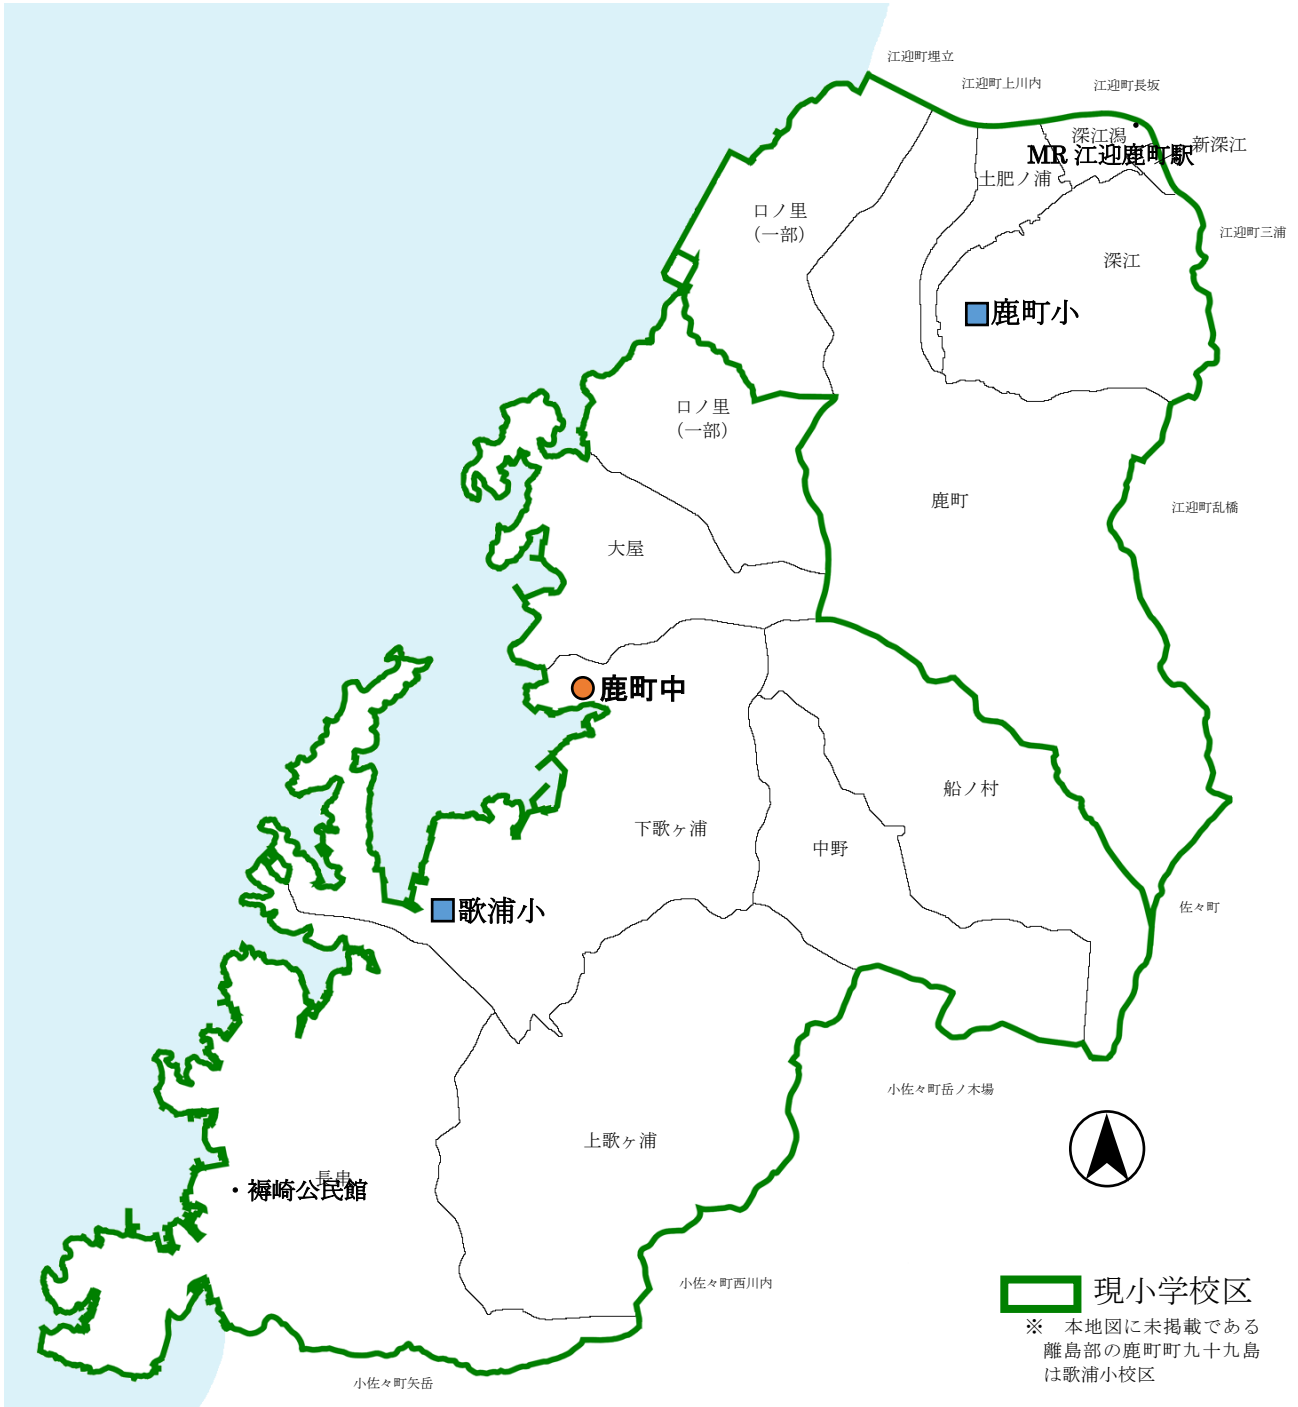 江迎町埋立
江迎町上川内
江迎町長坂
深江潟
新深江
MR 江迎鹿町駅
土肥ノ浦
口ノ里
（一部）
江迎町三浦
深江
鹿町小
口ノ里
（一部）
鹿町
江迎町乱橋
大屋
鹿町中
船ノ村
下歌ヶ浦
中野
歌浦小
佐々町
小佐々町岳ノ木場
上歌ヶ浦
長串
・褥崎公民館
小佐々町西川内
現小学校区
※　本地図に未掲載である
離島部の鹿町町九十九島
は歌浦小校区
小佐々町矢岳